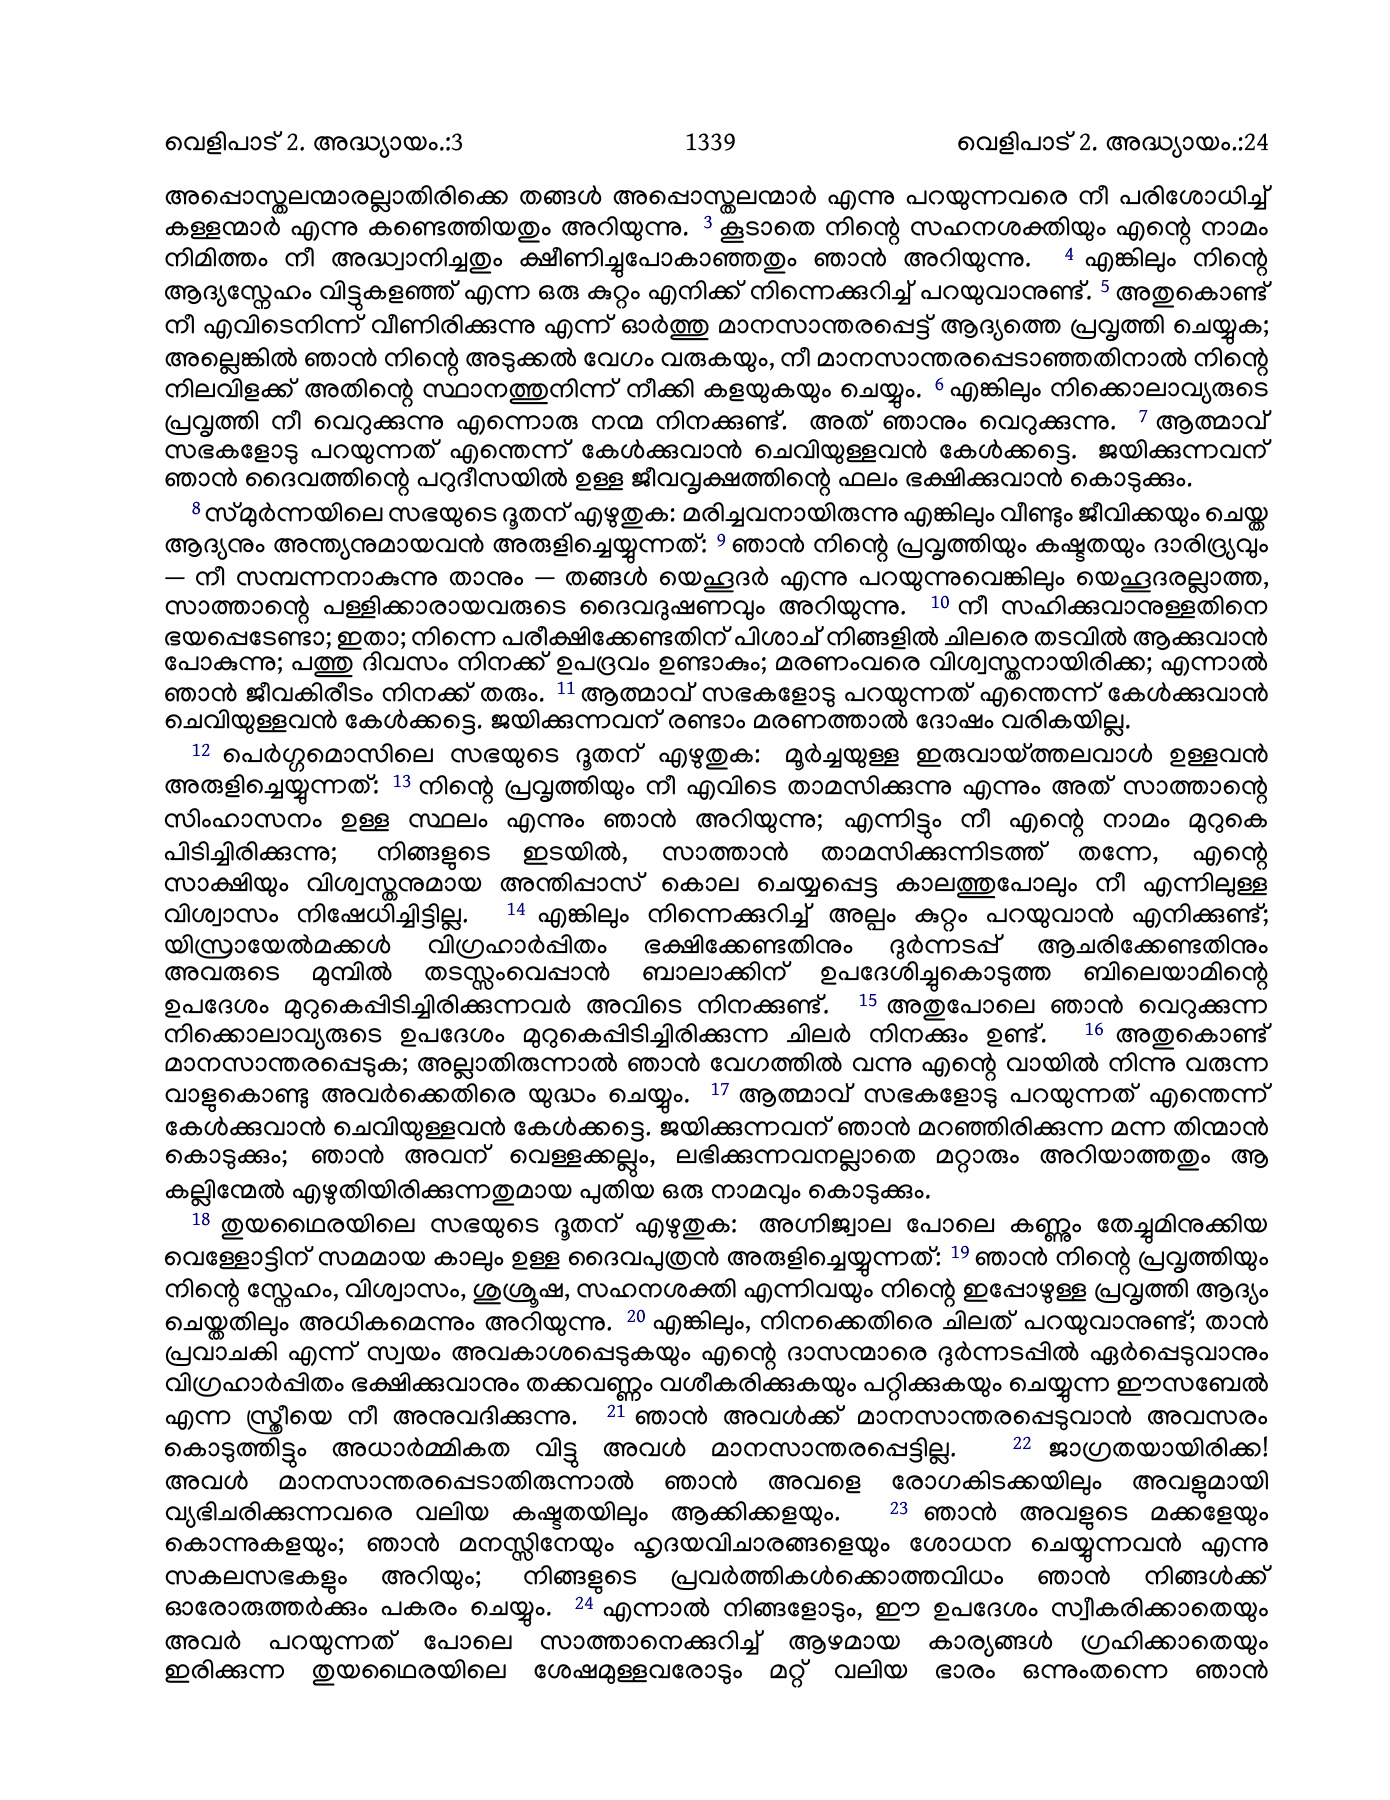 വെളിപാട് 2. അദ്ധ്യായം.:3 1339 വെളിപാട് 2. അദ്ധ്യായം.:24
അപ്പൊസ്തലന്മാരല്ലാതിരിക്കെ തങ്ങൾ അപ്പൊസ്തലന്മാർ എന്നു പറയുന്നവരെ നീ പരിശോധിച്ച്
കള്ളന്മാർ എന്നു കണ്ടെത്തിയതും അറിയുന്നു. 3 കൂടാതെ നിന്റെ സഹനശക്തിയും എന്റെ നാമം
നിമിത്തം നീ അദ്ധ്വാനിച്ചതും ക്ഷീണിച്ചുപോകാഞ്ഞതും ഞാൻ അറിയുന്നു. 4 എങ്കിലും നിന്റെ
ആദ്യസ്നേഹം വിട്ടുകളഞ്ഞ് എന്ന ഒരു കുറ്റം എനിക്ക് നിന്നെക്കുറിച്ച് പറയുവാനുണ്ട്. 5 അതുകൊണ്ട്
നീ എവിടെനിന്ന് വീണിരിക്കുന്നു എന്ന് ഓർത്തു മാനസാന്തരപ്പെട്ട് ആദ്യത്തെ പ്രവൃത്തി ചെയ്യുക;
അല്ലെങ്കിൽ ഞാൻ നിന്റെ അടുക്കൽ വേഗം വരുകയും, നീ മാനസാന്തരപ്പെടാഞ്ഞതിനാൽ നിന്റെ
നിലവിളക്ക് അതിന്റെ സ്ഥാനത്തുനിന്ന് നീക്കി കളയുകയും ചെയ്യും. 6 എങ്കിലും നിക്കൊലാവ്യരുടെ
പ്രവൃത്തി നീ വെറുക്കുന്നു എന്നൊരു നന്മ നിനക്കുണ്ട്. അത് ഞാനും വെറുക്കുന്നു. 7 ആത്മാവ്
സഭകളോടു പറയുന്നത് എന്തെന്ന് കേൾക്കുവാൻ ചെവിയുള്ളവൻ കേൾക്കട്ടെ. ജയിക്കുന്നവന്
ഞാൻ ദൈവത്തിന്റെ പറുദീസയിൽ ഉള്ള ജീവവൃക്ഷത്തിന്റെ ഫലം ഭക്ഷിക്കുവാൻ കൊടുക്കും.
8 സ്മുർന്നയിലെ സഭയുടെ ദൂതന് എഴുതുക: മരിച്ചവനായിരുന്നു എങ്കിലും വീണ്ടും ജീവിക്കയും ചെയ്ത
ആദ്യനും അന്ത്യനുമായവൻ അരുളിച്ചെയ്യുന്നത്: 9 ഞാൻ നിന്റെ പ്രവൃത്തിയും കഷ്ടതയും ദാരിദ്ര്യവും
— നീ സമ്പന്നനാകുന്നു താനും — തങ്ങൾ യെഹൂദർ എന്നു പറയുന്നുവെങ്കിലും യെഹൂദരല്ലാത്ത,
സാത്താന്റെ പള്ളിക്കാരായവരുടെ ദൈവദുഷണവും അറിയുന്നു. 10 നീ സഹിക്കുവാനുള്ളതിനെ
ഭയപ്പെടേണ്ടാ; ഇതാ; നിന്നെ പരീക്ഷിക്കേണ്ടതിന് പിശാച് നിങ്ങളിൽ ചിലരെ തടവിൽ ആക്കുവാൻ
പോകുന്നു; പത്തു ദിവസം നിനക്ക് ഉപദ്രവം ഉണ്ടാകും; മരണംവരെ വിശ്വസ്തനായിരിക്ക; എന്നാൽ
ഞാൻ ജീവകിരീടം നിനക്ക് തരും. 11 ആത്മാവ് സഭകളോടു പറയുന്നത് എന്തെന്ന് കേൾക്കുവാൻ
ചെവിയുള്ളവൻ കേൾക്കട്ടെ. ജയിക്കുന്നവന് രണ്ടാം മരണത്താൽ ദോഷം വരികയില്ല.
12 പെർഗ്ഗമൊസിലെ സഭയുടെ ദൂതന് എഴുതുക: മൂർച്ചയുള്ള ഇരുവായ്ത്തലവാൾ ഉള്ളവൻ
അരുളിച്ചെയ്യുന്നത്: 13 നിന്റെ പ്രവൃത്തിയും നീ എവിടെ താമസിക്കുന്നു എന്നും അത് സാത്താന്റെ
സിംഹാസനം ഉള്ള സ്ഥലം എന്നും ഞാൻ അറിയുന്നു; എന്നിട്ടും നീ എന്റെ നാമം മുറുകെ
പിടിച്ചിരിക്കുന്നു; നിങ്ങളുടെ ഇടയിൽ, സാത്താൻ താമസിക്കുന്നിടത്ത് തന്നേ, എന്റെ
സാക്ഷിയും വിശ്വസ്തനുമായ അന്തിപ്പാസ് കൊല ചെയ്യപ്പെട്ട കാലത്തുപോലും നീ എന്നിലുള്ള
വിശ്വാസം നിഷേധിച്ചിട്ടില്ല. 14 എങ്കിലും നിന്നെക്കുറിച്ച് അല്പം കുറ്റം പറയുവാൻ എനിക്കുണ്ട്;
യിസ്രായേൽമക്കൾ വിഗ്രഹാർപ്പിതം ഭക്ഷിക്കേണ്ടതിനും ദുർന്നടപ്പ് ആചരിക്കേണ്ടതിനും
അവരുടെ മുമ്പിൽ തടസ്സംവെപ്പാൻ ബാലാക്കിന് ഉപദേശിച്ചുകൊടുത്ത ബിലെയാമിന്റെ
ഉപദേശം മുറുകെപ്പിടിച്ചിരിക്കുന്നവർ അവിടെ നിനക്കുണ്ട്. 15 അതുപോലെ ഞാൻ വെറുക്കുന്ന
നിക്കൊലാവ്യരുടെ ഉപദേശം മുറുകെപ്പിടിച്ചിരിക്കുന്ന ചിലർ നിനക്കും ഉണ്ട്. 16 അതുകൊണ്ട്
മാനസാന്തരപ്പെടുക; അല്ലാതിരുന്നാൽ ഞാൻ വേഗത്തിൽ വന്നു എന്റെ വായിൽ നിന്നു വരുന്ന
വാളുകൊണ്ടു അവർക്കെതിരെ യുദ്ധം ചെയ്യും. 17 ആത്മാവ് സഭകളോടു പറയുന്നത് എന്തെന്ന്
കേൾക്കുവാൻ ചെവിയുള്ളവൻ കേൾക്കട്ടെ. ജയിക്കുന്നവന് ഞാൻ മറഞ്ഞിരിക്കുന്ന മന്ന തിന്മാൻ
കൊടുക്കും; ഞാൻ അവന് വെള്ളക്കല്ലും, ലഭിക്കുന്നവനല്ലാതെ മറ്റാരും അറിയാത്തതും ആ
കല്ലിന്മേൽ എഴുതിയിരിക്കുന്നതുമായ പുതിയ ഒരു നാമവും കൊടുക്കും.
18 തുയഥൈരയിലെ സഭയുടെ ദൂതന് എഴുതുക: അഗ്നിജ്വാല പോലെ കണ്ണും തേച്ചുമിനുക്കിയ
വെള്ളോട്ടിന് സമമായ കാലും ഉള്ള ദൈവപുത്രൻ അരുളിച്ചെയ്യുന്നത്: 19 ഞാൻ നിന്റെ പ്രവൃത്തിയും
നിന്റെ സ്നേഹം, വിശ്വാസം, ശുശ്രൂഷ, സഹനശക്തി എന്നിവയും നിന്റെ ഇപ്പോഴുള്ള പ്രവൃത്തി ആദ്യം
ചെയ്തതിലും അധികമെന്നും അറിയുന്നു. 20 എങ്കിലും, നിനക്കെതിരെ ചിലത് പറയുവാനുണ്ട്; താൻ
പ്രവാചകി എന്ന് സ്വയം അവകാശപ്പെടുകയും എന്റെ ദാസന്മാരെ ദുർന്നടപ്പിൽ ഏർപ്പെടുവാനും
വിഗ്രഹാർപ്പിതം ഭക്ഷിക്കുവാനും തക്കവണ്ണം വശീകരിക്കുകയും പറ്റിക്കുകയും ചെയ്യുന്ന ഈസബേൽ
എന്ന സ്ത്രീയെ നീ അനുവദിക്കുന്നു. 21 ഞാൻ അവൾക്ക് മാനസാന്തരപ്പെടുവാൻ അവസരം
കൊടുത്തിട്ടും അധാർമ്മികത വിട്ടു അവൾ മാനസാന്തരപ്പെട്ടില്ല. 22 ജാഗ്രതയായിരിക്ക!
അവൾ മാനസാന്തരപ്പെടാതിരുന്നാൽ ഞാൻ അവളെ രോഗകിടക്കയിലും അവളുമായി
വ്യഭിചരിക്കുന്നവരെ വലിയ കഷ്ടതയിലും ആക്കിക്കളയും. 23 ഞാൻ അവളുടെ മക്കളേയും
കൊന്നുകളയും; ഞാൻ മനസ്സിനേയും ഹൃദയവിചാരങ്ങളെയും ശോധന ചെയ്യുന്നവൻ എന്നു
സകലസഭകളും അറിയും; നിങ്ങളുടെ പ്രവർത്തികൾക്കൊത്തവിധം ഞാൻ നിങ്ങൾക്ക്
ഓരോരുത്തർക്കും പകരം ചെയ്യും. 24 എന്നാൽ നിങ്ങളോടും, ഈ ഉപദേശം സ്വീകരിക്കാതെയും
അവർ പറയുന്നത് പോലെ സാത്താനെക്കുറിച്ച് ആഴമായ കാര്യങ്ങൾ ഗ്രഹിക്കാതെയും
ഇരിക്കുന്ന തുയഥൈരയിലെ ശേഷമുള്ളവരോടും മറ്റ് വലിയ ഭാരം ഒന്നുംതന്നെ ഞാൻ